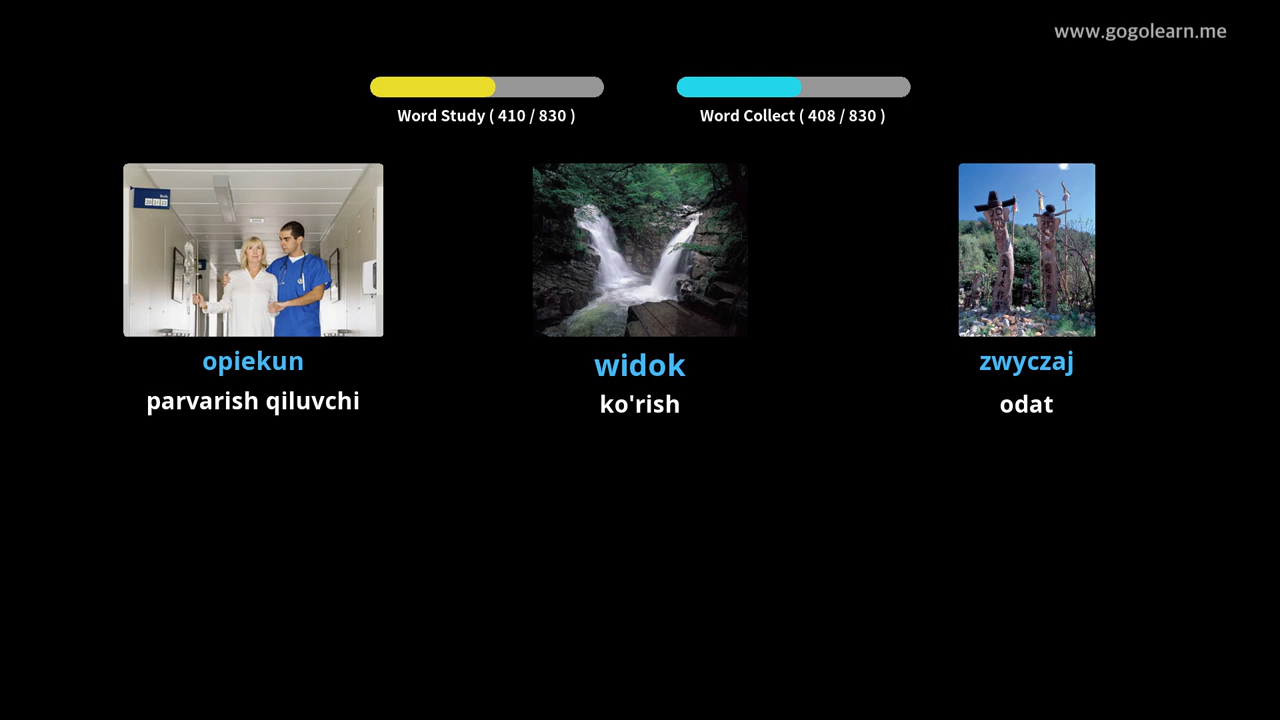 www.gogolearn.me
Word Study ( 410 / 830 )
Word Collect ( 408 / 830 )
opiekun
widok
zwyczaj
parvarish qiluvchi
ko'rish
odat